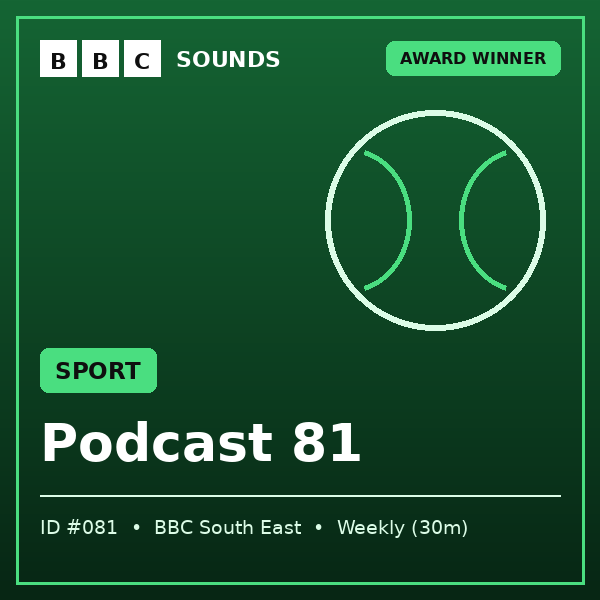 BBC SOUNDS
AWARD WINNER
SPORT
Podcast 81
ID #081 • BBC South East • Weekly (30m)